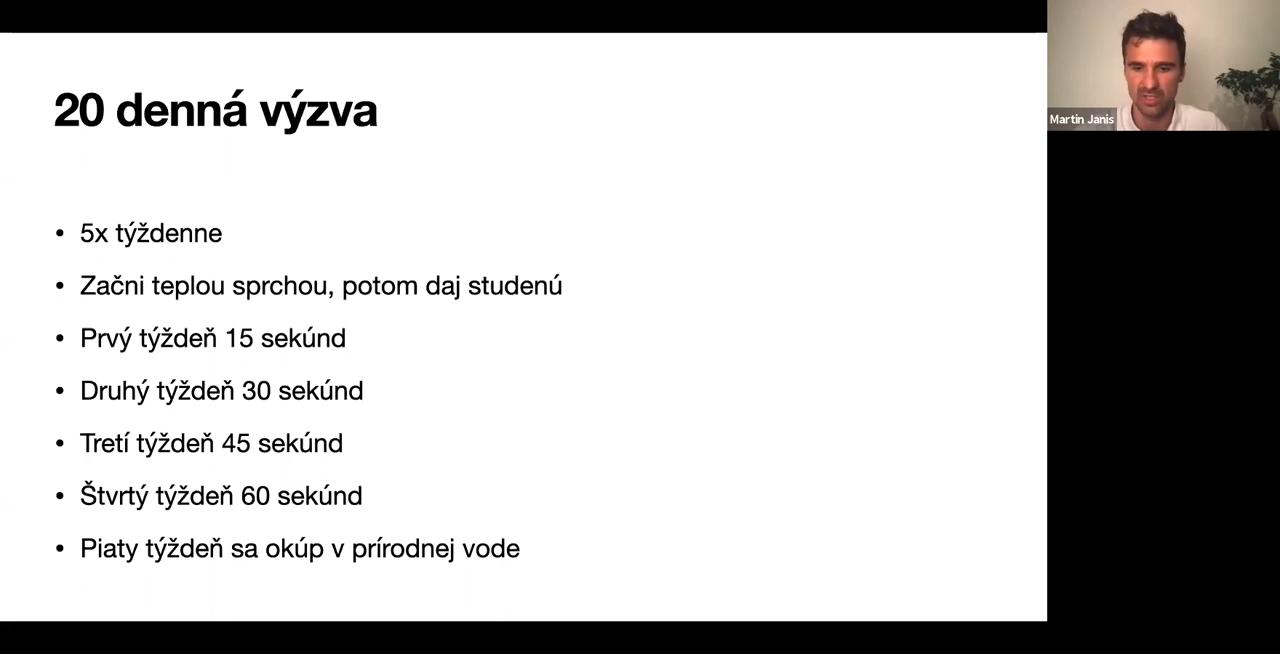 20 denná výzva
• 5x týždenne
• Začni teplou sprchou, potom daj studenú
• Prvý týždeň 15 sekúnd
• Druhý týždeň 30 sekúnd
• Tretí týždeň 45 sekúnd
• Štvrtý týždeň 60 sekúnd
• Piaty týždeň sa okúp v prírodnej vode
Martin Janis